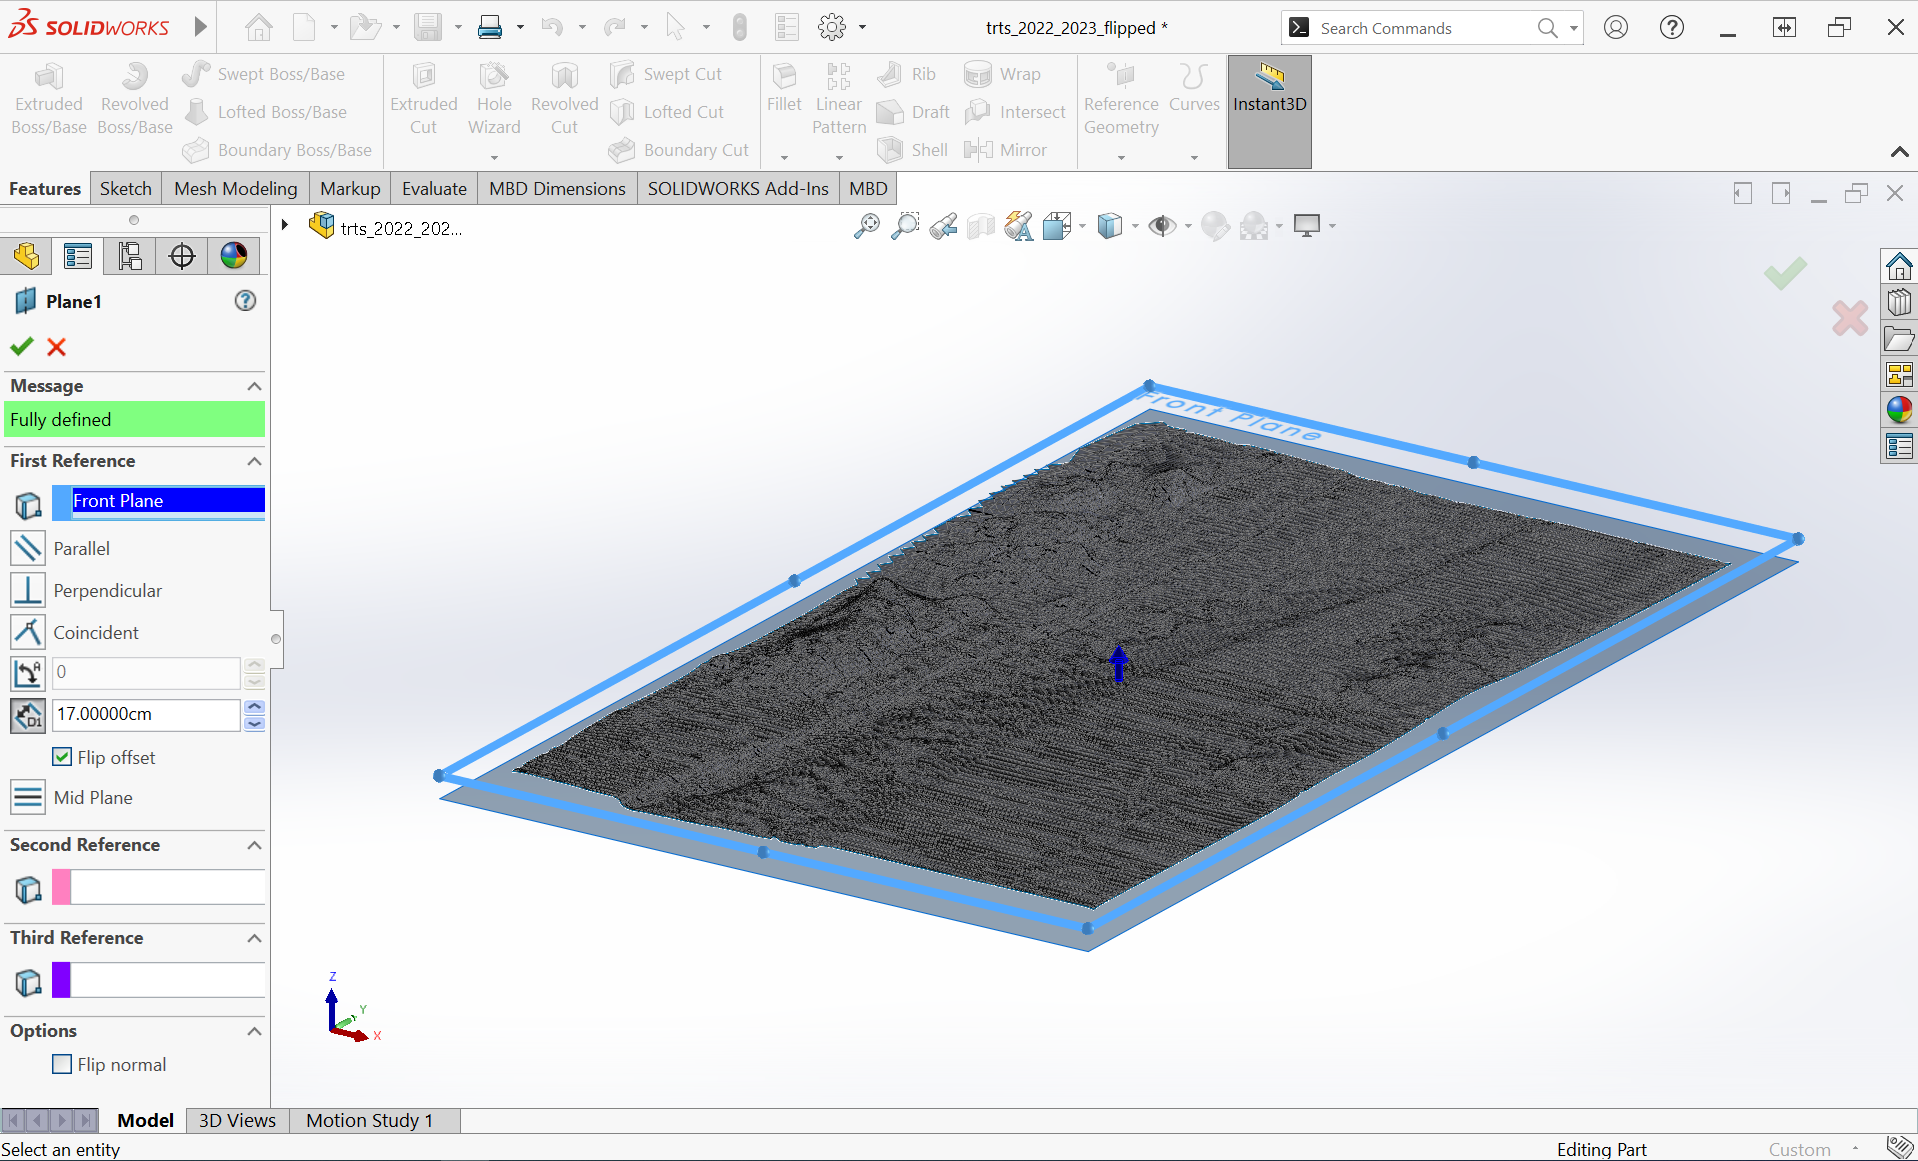 SOLIDWORKS
trts_2022_2023_flipped *
Search Commands
Extruded Boss/Base
Revolved Boss/Base
Swept Boss/Base
Lofted Boss/Base
Boundary Boss/Base
Extruded Cut
Hole Wizard
Revolved Cut
Swept Cut
Lofted Cut
Boundary Cut
Fillet
Linear Pattern
Rib
Draft
Shell
Wrap
Intersect
Mirror
Reference Geometry
Curves
Instant3D
Features
Sketch
Mesh Modeling
Markup
Evaluate
MBD Dimensions
SOLIDWORKS Add-Ins
MBD
trts_2022_202...
Plane1
Message
Fully defined
First Reference
Front Plane
Parallel
Perpendicular
Coincident
0
17.00000cm
Flip offset
Mid Plane
Second Reference
Third Reference
Options
Flip normal
Front Plane
Z
Y
X
Model
3D Views
Motion Study 1
Select an entity
Editing Part
Custom